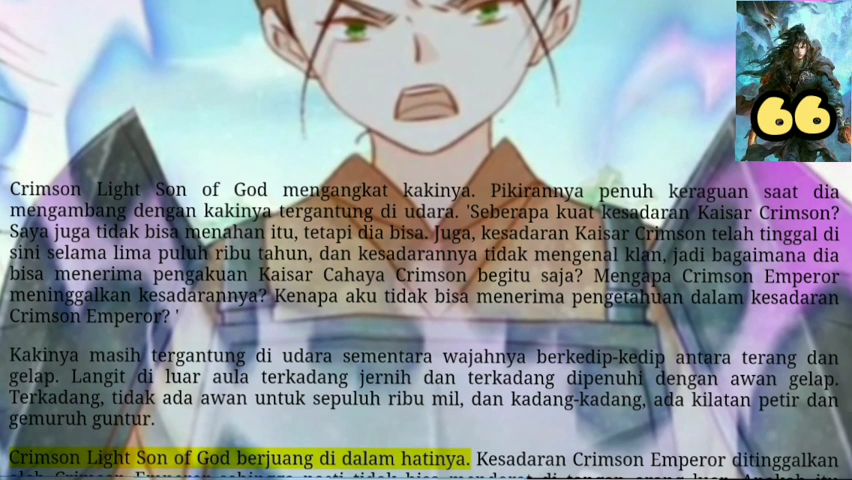 66
Crimson Light Son of God mengangkat kakinya. Pikirannya penuh keraguan saat dia
mengambang dengan kakinya tergantung di udara. 'Seberapa kuat kesadaran Kaisar Crimson?
Saya juga tidak bisa menahan itu, tetapi dia bisa. Juga, kesadaran Kaisar Crimson telah tinggal di
sini selama lima puluh ribu tahun, dan kesadarannya tidak mengenal klan, jadi bagaimana dia
bisa menerima pengakuan Kaisar Cahaya Crimson begitu saja? Mengapa Crimson Emperor
meninggalkan kesadarannya? Kenapa aku tidak bisa menerima pengetahuan dalam kesadaran
Crimson Emperor? '
Kakinya masih tergantung di udara sementara wajahnya berkedip-kedip antara terang dan
gelap. Langit di luar aula terkadang jernih dan terkadang dipenuhi dengan awan gelap.
Terkadang, tidak ada awan untuk sepuluh ribu mil, dan kadang-kadang, ada kilatan petir dan
gemuruh guntur.
Crimson Light Son of God berjuang di dalam hatinya. Kesadaran Crimson Emperor ditinggalkan